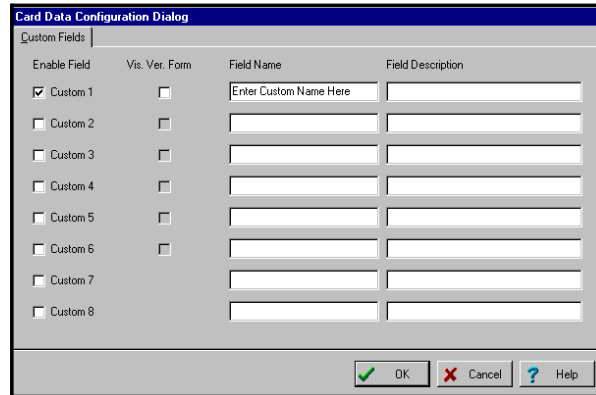 Card Data Configuration Dialog
Custom Fields
Enable Field Vis. Ver. Form Field Name Field Description
Custom 1 Enter Custom Name Here
Custom 2
Custom 3
Custom 4
Custom 5
Custom 6
Custom 7
Custom 8
OK Cancel ? Help